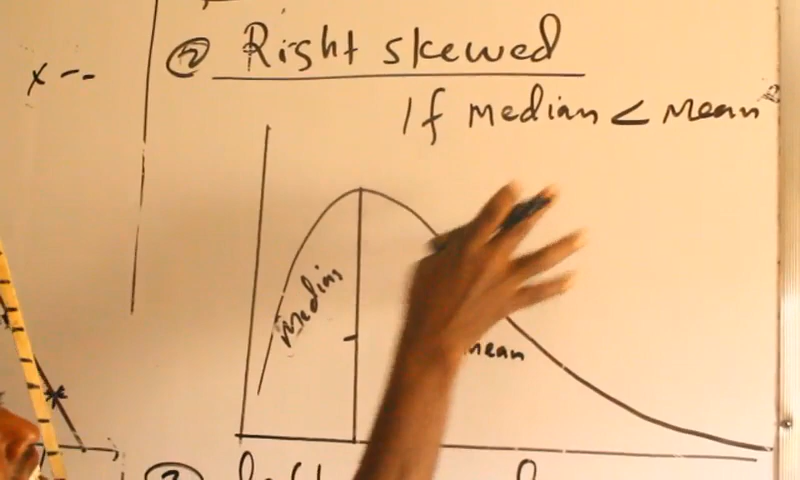 x --
② Right skewed
If median < mean
median
mean